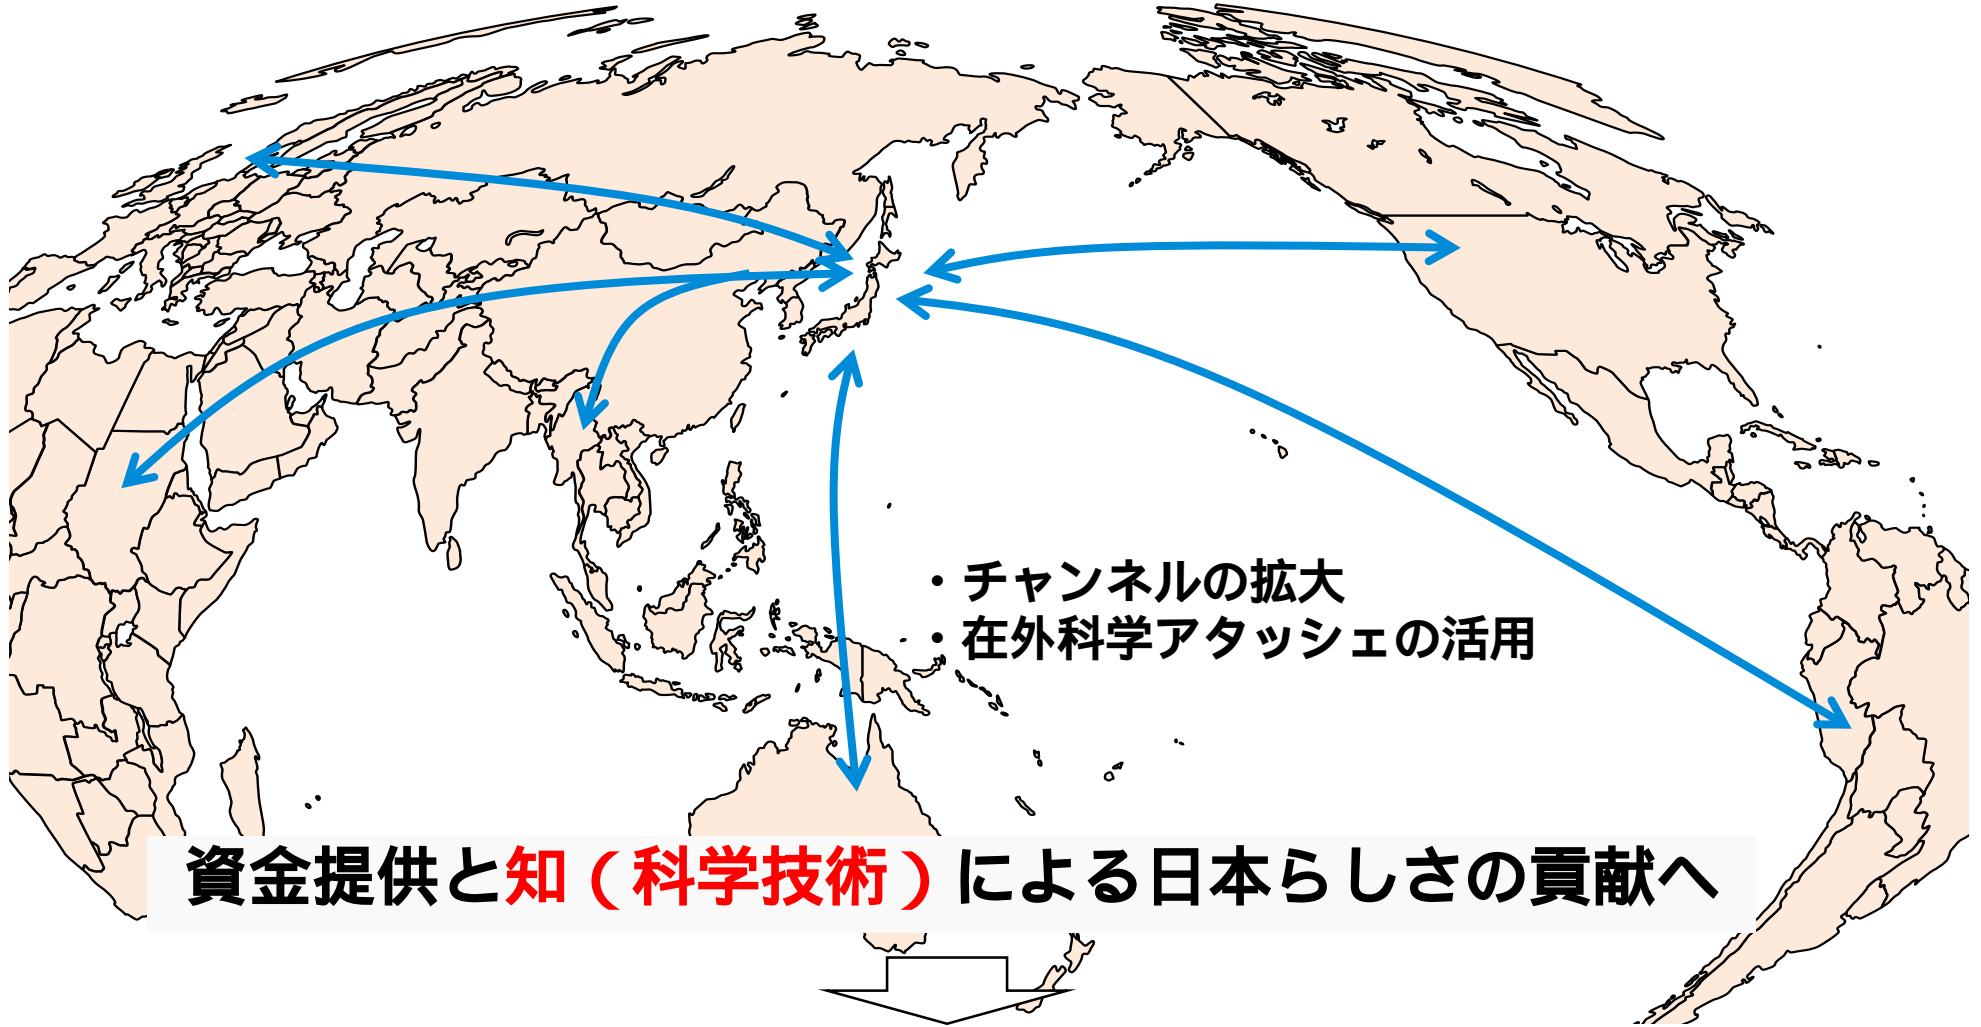 ・チャンネルの拡大
・在外科学アタッシェの活用
資金提供と知（科学技術）による日本らしさの貢献へ